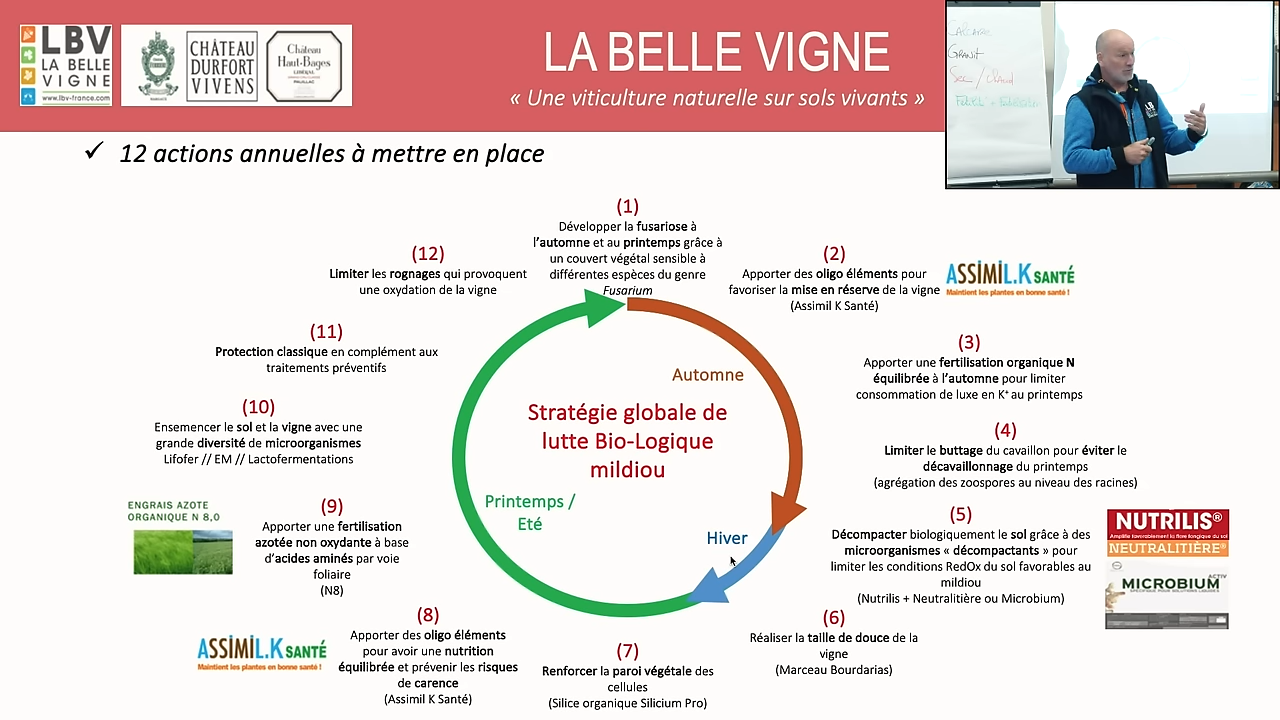 LBV
LA BELLE
VIGNE
www.lbv-france.com
CHÂTEAU
DURFORT
VIVENS
Château
Haut-Bages
LIBÉRAL
PAUILLAC
LA BELLE VIGNE
« Une viticulture naturelle sur sols vivants »
GRANIT
✓ 12 actions annuelles à mettre en place
(1)
Développer la fusariose à
l'automne et au printemps grâce à
un couvert végétal sensible à
différentes espèces du genre
Fusarium
(2)
Apporter des oligo éléments pour
favoriser la mise en réserve de la vigne
(Assimil K Santé)
ASSIMIL.K SANTÉ
Maintient les plantes en bonne santé !
(3)
Apporter une fertilisation organique N
équilibrée à l'automne pour limiter
consommation de luxe en K⁺ au printemps
(4)
Limiter le buttage du cavaillon pour éviter le
décavaillonnage du printemps
(agrégation des zoospores au niveau des racines)
(5)
Décompacter biologiquement le sol grâce à des
microorganismes « décompactants » pour
limiter les conditions RedOx du sol favorables au
mildiou
(Nutrilis + Neutralitière ou Microbium)
NUTRILIS®
Amplifie favorablement la flore fongique du sol
NEUTRALITIÈRE®
MICROBIUM ACTIV
(6)
Réaliser la taille de douce de la
vigne
(Marceau Bourdarias)
(7)
Renforcer la paroi végétale des
cellules
(Silice organique Silicium Pro)
(8)
Apporter des oligo éléments
pour avoir une nutrition
équilibrée et prévenir les risques
de carence
(Assimil K Santé)
ASSIMIL.K SANTÉ
Maintient les plantes en bonne santé !
(9)
Apporter une fertilisation
azotée non oxydante à base
d'acides aminés par voie
foliaire
(N8)
ENGRAIS AZOTE
ORGANIQUE N 8,0
(10)
Ensemencer le sol et la vigne avec une
grande diversité de microorganismes
Lifofer // EM // Lactofermentations
(11)
Protection classique en complément aux
traitements préventifs
(12)
Limiter les rognages qui provoquent
une oxydation de la vigne
Automne
Stratégie globale de
lutte Bio-Logique
mildiou
Printemps /
Eté
Hiver